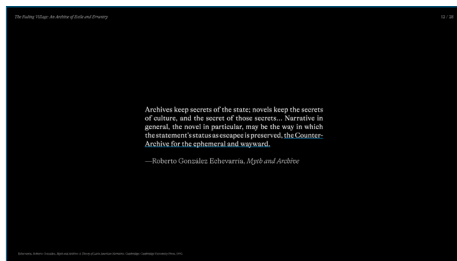 The Fading Village: An Archive of Exile and Errantry
13 / 28
Archives keep secrets of the state; novels keep the secrets
of culture, and the secret of those secrets... Narrative in
general, the novel in particular, may be the way in which
the statement's status as escapee is preserved, the Counter-
Archive for the ephemeral and wayward.
—Roberto González Echevarría, Myth and Archive